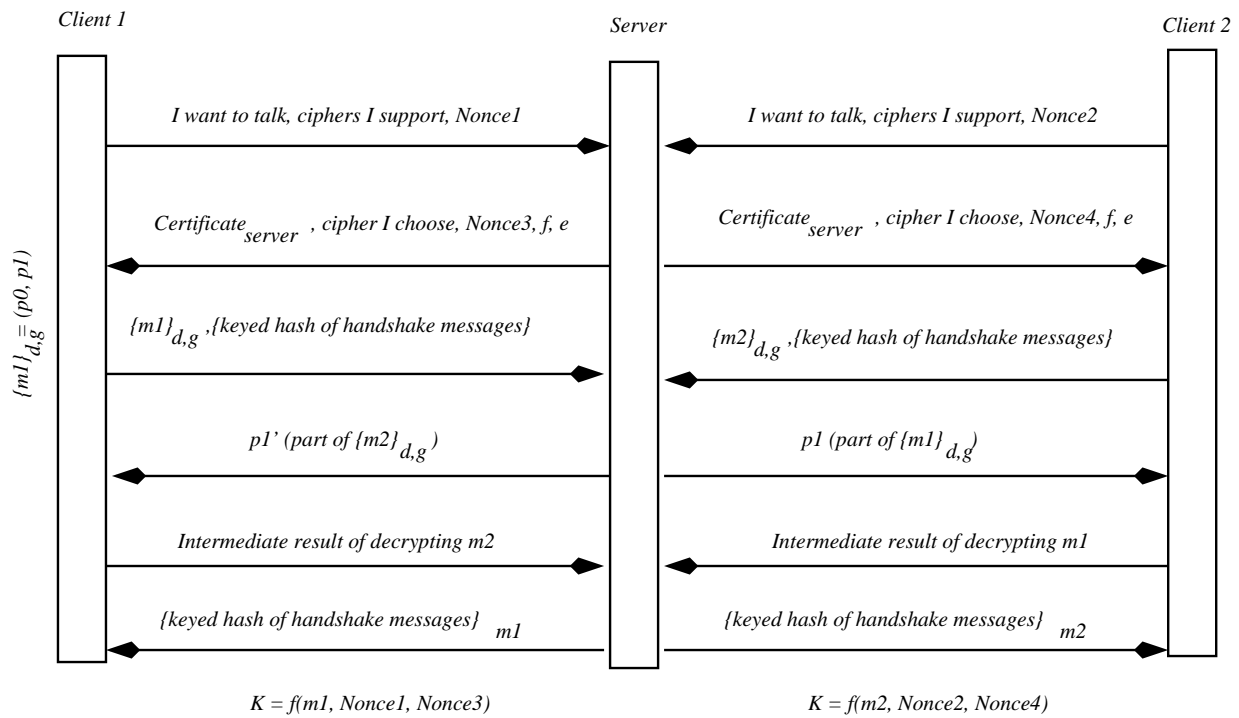 Client 1
Server
Client 2
I want to talk, ciphers I support, Nonce1
I want to talk, ciphers I support, Nonce2
Certificate server , cipher I choose, Nonce3, f, e
Certificate server , cipher I choose, Nonce4, f, e
{m1} d,g = (p0, p1)
{m1} d,g ,{keyed hash of handshake messages}
{m2} d,g ,{keyed hash of handshake messages}
p1’ (part of {m2} d,g )
p1 (part of {m1} d,g)
Intermediate result of decrypting m2
Intermediate result of decrypting m1
{keyed hash of handshake messages} m1
{keyed hash of handshake messages} m2
K = f(m1, Nonce1, Nonce3)
K = f(m2, Nonce2, Nonce4)